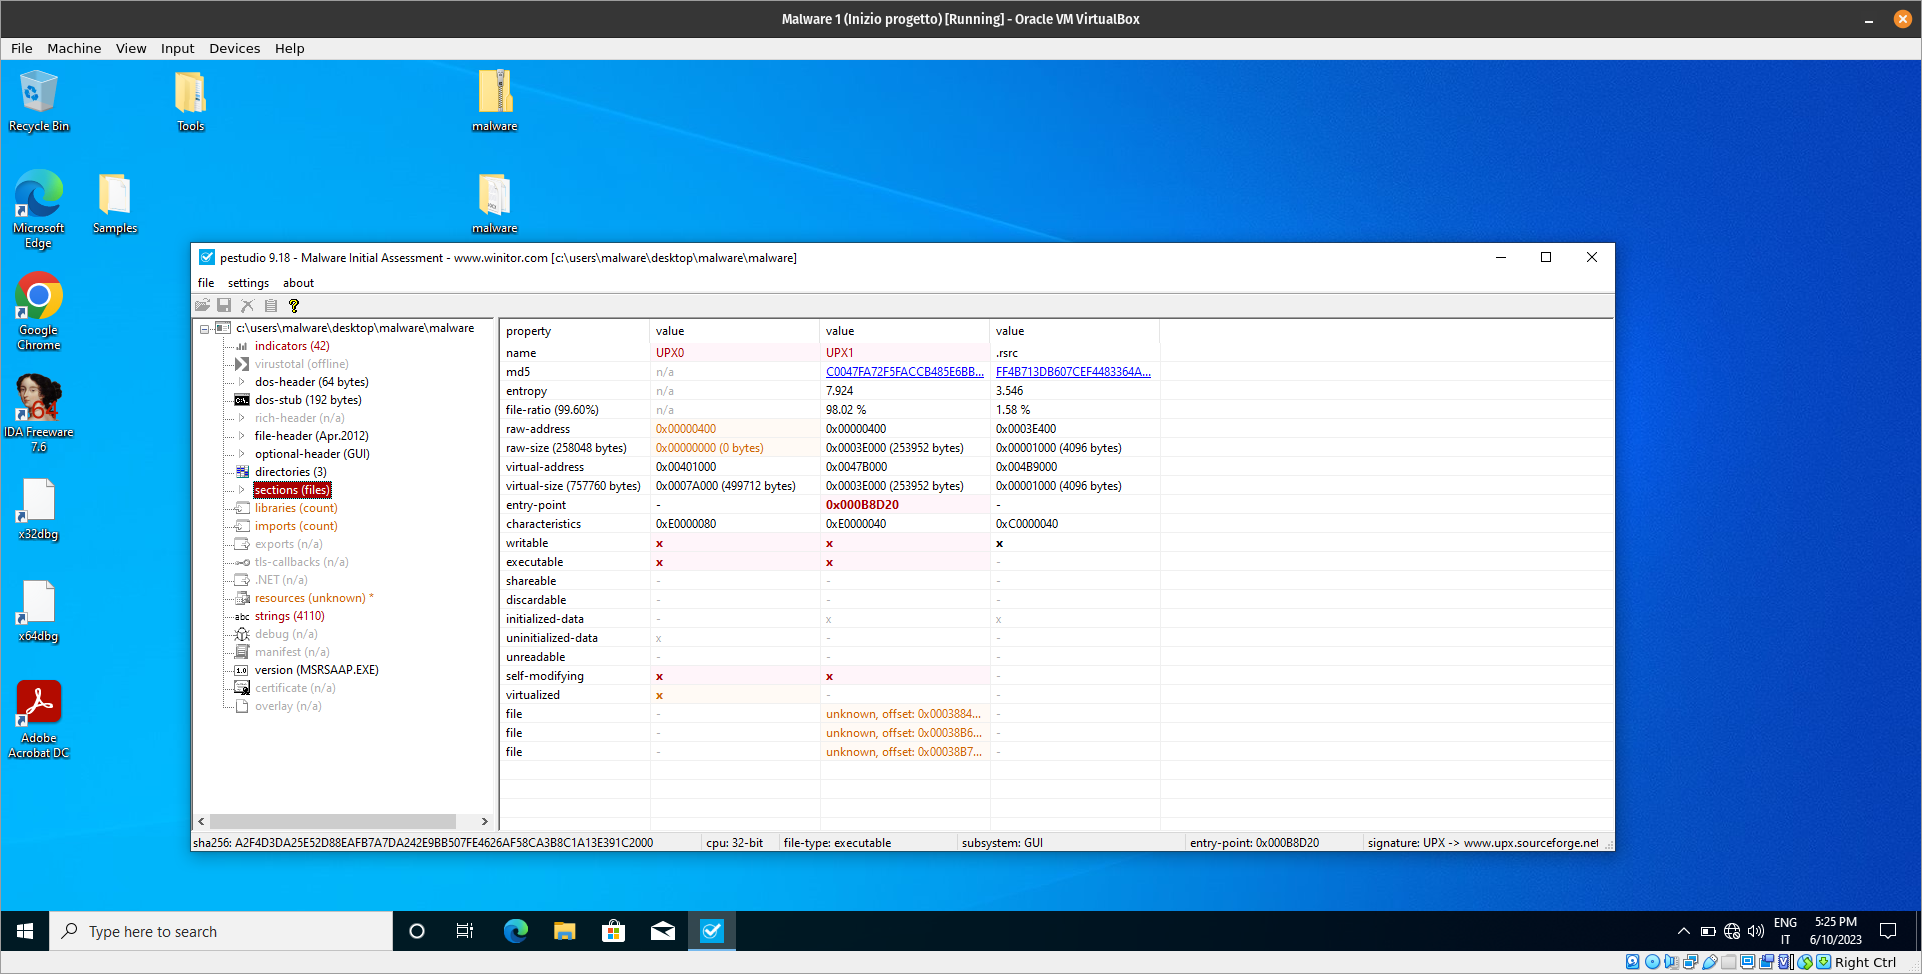 Malware 1 (Inizio progetto) [Running] - Oracle VM VirtualBox
File Machine View Input Devices Help
Recycle Bin
Tools
malware
Microsoft Edge
Samples
malware
Google Chrome
IDA Freeware 7.6
x32dbg
x64dbg
Adobe Acrobat DC
pestudio 9.18 - Malware Initial Assessment - www.winitor.com [c:\users\malware\desktop\malware\malware]
file settings about
c:\users\malware\desktop\malware\malware
indicators (42)
virustotal (offline)
dos-header (64 bytes)
dos-stub (192 bytes)
rich-header (n/a)
file-header (Apr.2012)
optional-header (GUI)
directories (3)
sections (files)
libraries (count)
imports (count)
exports (n/a)
tls-callbacks (n/a)
.NET (n/a)
resources (unknown) *
abc strings (4110)
debug (n/a)
manifest (n/a)
1.0 version (MSRSAAP.EXE)
certificate (n/a)
overlay (n/a)
property value value value
name UPX0 UPX1 .rsrc
md5 n/a C0047FA72F5FACCB485E6BB... FF4B713DB607CEF4483364A...
entropy n/a 7.924 3.546
file-ratio (99.60%) n/a 98.02 % 1.58 %
raw-address 0x00000400 0x00000400 0x0003E400
raw-size (258048 bytes) 0x00000000 (0 bytes) 0x0003E000 (253952 bytes) 0x00001000 (4096 bytes)
virtual-address 0x00401000 0x0047B000 0x004B9000
virtual-size (757760 bytes) 0x0007A000 (499712 bytes) 0x0003E000 (253952 bytes) 0x00001000 (4096 bytes)
entry-point - 0x000B8D20 -
characteristics 0xE0000080 0xE0000040 0xC0000040
writable x x x
executable x x -
shareable - - -
discardable - - -
initialized-data - x x
uninitialized-data x - -
unreadable - - -
self-modifying x x -
virtualized x - -
file - unknown, offset: 0x0003884... -
file - unknown, offset: 0x00038B6... -
file - unknown, offset: 0x00038B7... -
sha256: A2F4D3DA25E52D88EAFB7A7DA242E9BB507FE4626AF58CA3B8C1A13E391C2000 cpu: 32-bit file-type: executable subsystem: GUI entry-point: 0x000B8D20 signature: UPX -> www.upx.sourceforge.net
Type here to search
ENG
IT
5:25 PM
6/10/2023
Right Ctrl